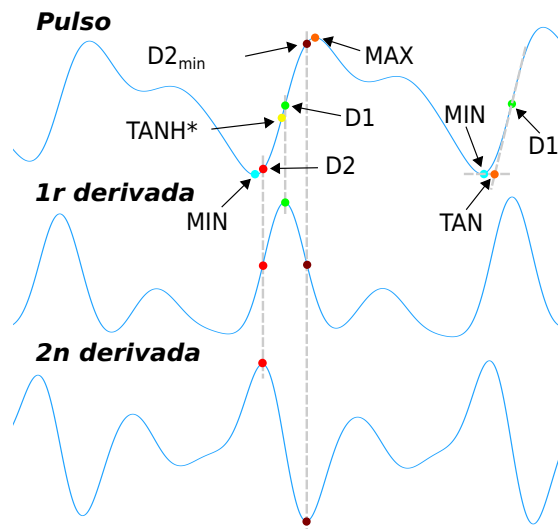 Pulso
D2min
MAX
TANH*
D1
MIN
D1
D2
MIN
TAN
1r derivada
2n derivada